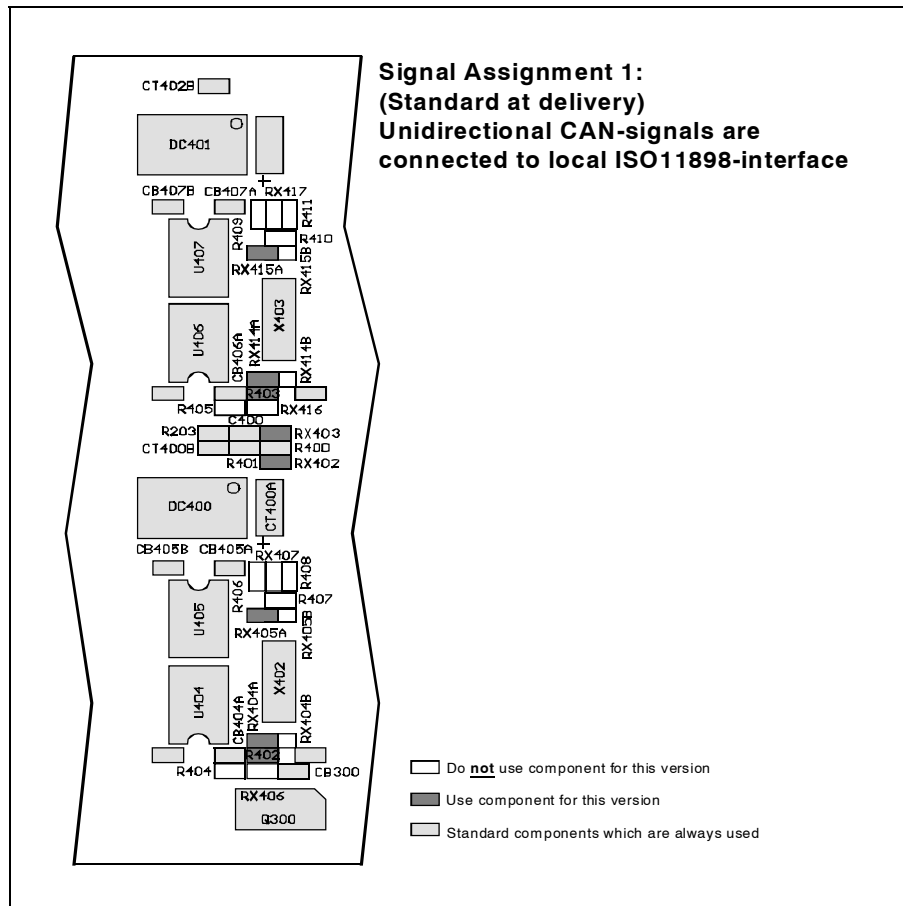 Signal Assignment 1:
(Standard at delivery)
Unidirectional CAN-signals are
connected to local ISO11898-interface
CT402B
DC401
+
CB407B CB407A RX417
R409
R411
U407
R410
RX415A
RX415B
X403
U406
CB406A
RX414A
RX414B
R403
R405
RX416
C400
R203
RX403
CT400B
R400
R401
RX402
DC400
CT400A
+
CB405B CB405A RX407
R406
R408
U405
R407
RX405A
RX405B
X402
U404
CB404A
RX404A
RX404B
R402
R404
CB300
RX406
Q300
Do not use component for this version
Use component for this version
Standard components which are always used